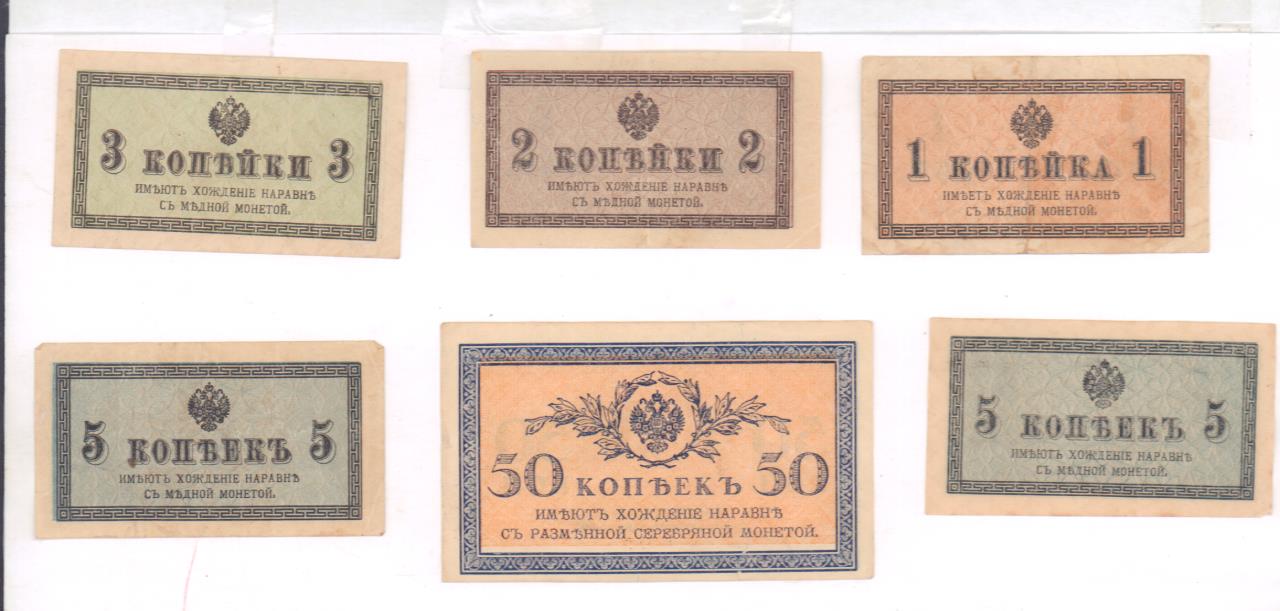 3 КОПѢЙКИ 3
ИМѢЮТЪ ХОЖДЕНІЕ НАРАВНѢ
СЪ МѢДНОЙ МОНЕТОЙ.
2 КОПѢЙКИ 2
ИМѢЮТЪ ХОЖДЕНІЕ НАРАВНѢ
СЪ МѢДНОЙ МОНЕТОЙ.
1 КОПѢЙКА 1
ИМѢЕТЪ ХОЖДЕНІЕ НАРАВНѢ
СЪ МѢДНОЙ МОНЕТОЙ.
5 КОПѢЕКЪ 5
ИМѢЮТЪ ХОЖДЕНІЕ НАРАВНѢ
СЪ МѢДНОЙ МОНЕТОЙ.
50 КОПѢЕКЪ 50
ИМѢЮТЪ ХОЖДЕНІЕ НАРАВНѢ
СЪ РАЗМѢННОЙ СЕРЕБРЯНОЙ МОНЕТОЙ.
5 КОПѢЕКЪ 5
ИМѢЮТЪ ХОЖДЕНІЕ НАРАВНѢ
СЪ МѢДНОЙ МОНЕТОЙ.